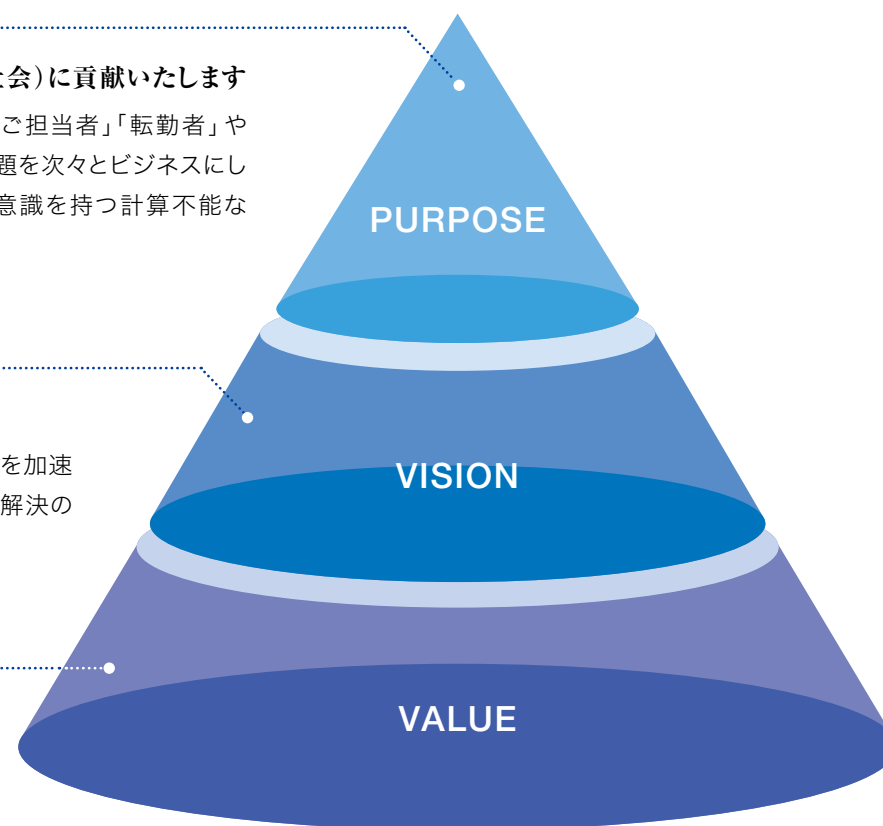 会)に貢献いたします
ご担当者」「転勤者」や
題を次々とビジネスにし
意識を持つ計算不能な
PURPOSE
を加速
解決の
VISION
VALUE